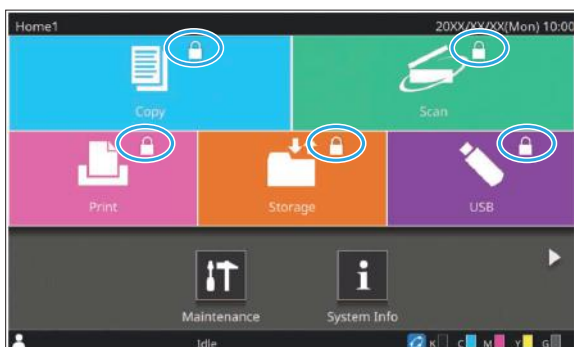 Home1 20XX/XX/XX(Mon) 10:00
Copy Scan
Print Storage USB
Maintenance System Info
Idle K C M Y G